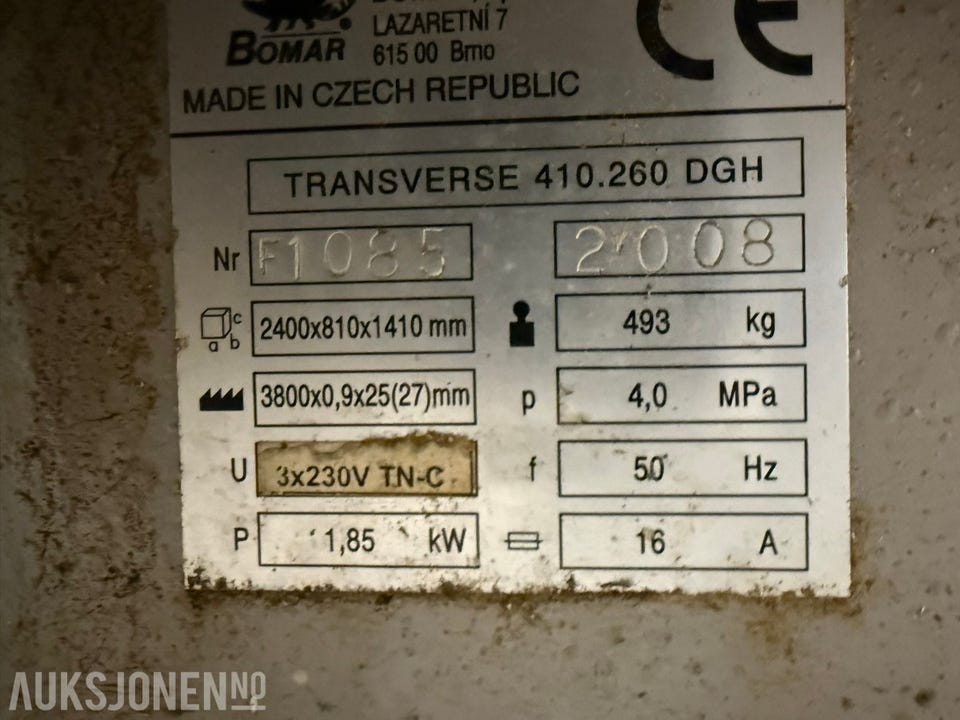 BOMAR
LAZARETNÍ 7
615 00 Brno
CE
MADE IN CZECH REPUBLIC
TRANSVERSE 410.260 DGH
Nr F1085 2008
c a b 2400x810x1410 mm 493 kg
3800x0,9x25(27)mm p 4,0 MPa
U 3x230V TN-C f 50 Hz
P 1,85 kW 16 A
AUKSJONEN.NO